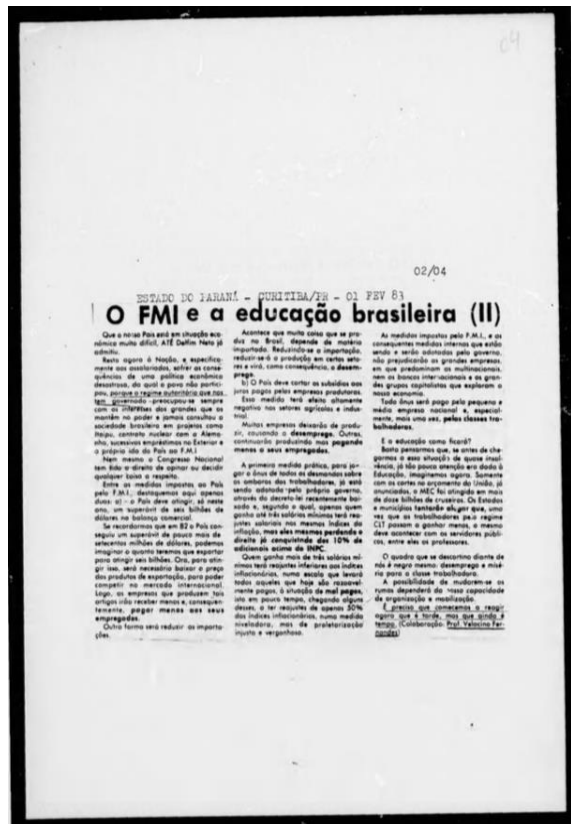 04
02/04
ESTADO DO PARANÁ - CURITIBA/PR - 01 FEV 83
O FMI e a educação brasileira (II)
Que o nosso País está em situação eco-
nômica muito difícil, ATÉ Delfim Neto já
admitiu.
Resta agora à Nação, e especifica-
mente aos assalariados, sofrer as conse-
quências de uma política econômica
desastrosa, da qual o povo não partici-
pou, porque o regime autoritário que nos
tem governado preocupou-se sempre
com os interesses dos grandes que os
mantêm no poder e jamais consultou a
sociedade brasileira em projetos como
Itaipu, contrato nuclear com a Alema-
nha, sucessivos empréstimos no Exterior e
a própria ida do País ao F.M.I.
Nem mesmo o Congresso Nacional
tem tido o direito de opinar ou decidir
qualquer coisa a respeito.
Entre as medidas impostas ao País
pelo F.M.I., destaquemos aqui apenas
duas: a) - o País deve atingir, só neste
ano, um superávit de seis bilhões de
dólares na balança comercial.
Se recordarmos que em 82 o País con-
seguiu um superávit de pouco mais de
setecentos milhões de dólares, podemos
imaginar o quanto teremos que exportar
para atingir seis bilhões. Ora, para atin-
gir isso, será necessário baixar o preço
dos produtos de exportação, para poder
competir no mercado internacional.
Logo, as empresas que produzem tais
artigos irão receber menos e, consequen-
temente, pagar menos aos seus
empregados.
Outra forma será reduzir as importa-
ções.
Acontece que muita coisa que se pro-
duz no Brasil, depende de matéria
importada. Reduzindo-se a importação,
reduzir-se-á a produção em certos seto-
res e virá, como consequência, o desem-
prego.
b) O País deve cortar os subsídios aos
juros pagos pelas empresas produtoras.
Essa medida terá efeito altamente
negativo nos setores agrícolas e indus-
trial.
Muitas empresas deixarão de produ-
zir, causando o desemprego. Outras,
continuarão produzindo mas pagando
menos a seus empregados.
A primeira medida prática, para jo-
gar o ônus de todos os desmandos sobre
os ombros dos trabalhadores, já está
sendo adotada pelo próprio governo,
através do decreto-lei recentemente bai-
xado e, segundo o qual, apenas quem
ganha até três salários mínimos terá rea-
justes salariais nos mesmos índices da
inflação, mas eles mesmos perdendo o
direito já conquistado dos 10% de
adicionais acima do INPC.
Quem ganha mais de três salários mí-
nimos terá reajustes inferiores aos índices
inflacionários, numa escala que levará
todos aqueles que hoje são razoavel-
mente pagos, à situação de mal pagos,
isto em pouco tempo, chegando alguns
desses, a ter reajustes de apenas 50%
dos índices inflacionários, numa medida
niveladora, mas de proletarização
injusta e vergonhosa.
As medidas impostas pelo F.M.I., e as
consequentes medidas internas que estão
sendo e serão adotadas pelo governo,
não prejudicarão as grandes empresas,
em que predominam as multinacionais,
nem os bancos internacionais e os gran-
des grupos capitalistas que exploram a
nossa economia.
Todo ônus será pago pela pequena e
média empresa nacional e, especial-
mente, mais uma vez, pelas classes tra-
balhadoras.
E a educação como ficará?
Basta pensarmos que, se antes de che-
garmos a essa situação de quase insol-
vência, já tão pouca atenção era dada à
Educação, imaginemos agora. Somente
com os cortes no orçamento da União, já
anunciados, o MEC foi atingido em mais
de doze bilhões de cruzeiros. Os Estados
e municípios tentarão alegar que, uma
vez que os trabalhadores pelo regime
CLT passam a ganhar menos, o mesmo
deve acontecer com os servidores públi-
cos, entre eles os professores.
O quadro que se descortina diante de
nós é negro mesmo: desemprego e misé-
ria para a classe trabalhadora.
A possibilidade de mudarem-se os
rumos dependerá da nossa capacidade
de organização e mobilização.
É preciso que comecemos a reagir
agora que é tarde, mas que ainda é
tempo. (Colaboração: Prof. Velocino Fer-
nandes)